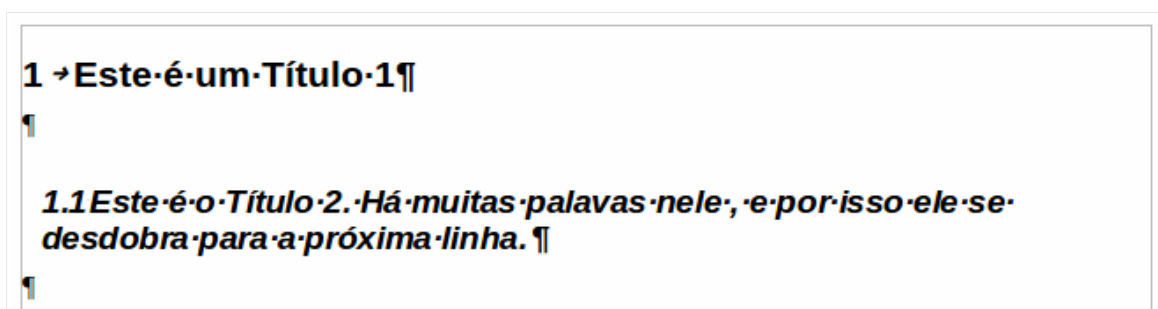 1 →Este·é·um·Título·1¶
¶
1.1Este·é·o·Título·2.·Há·muitas·palavas·nele·,·e·por·isso·ele·se·
desdobra·para·a·próxima·linha.¶
¶